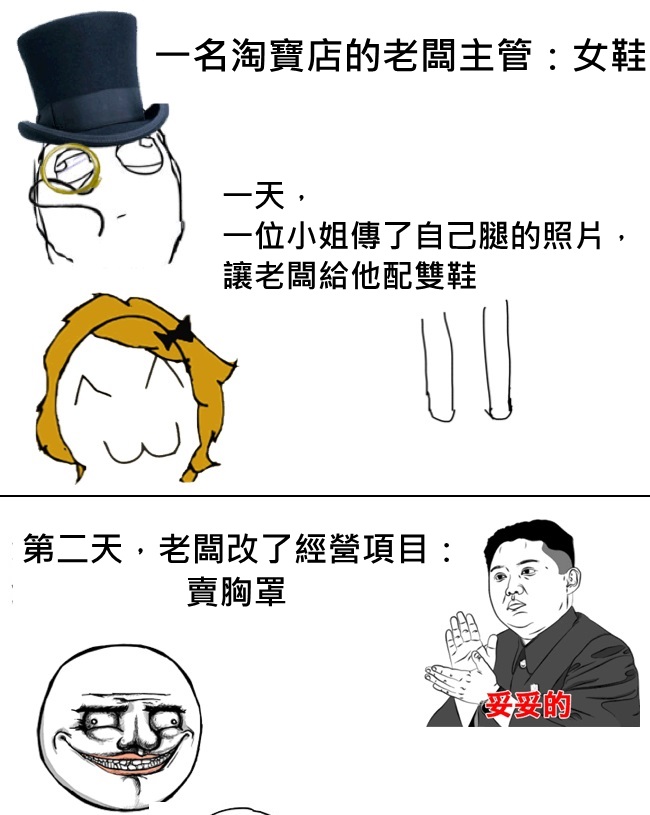 一名淘寶店的老闆主管：女鞋
一天，
一位小姐傳了自己腿的照片，
讓老闆給他配雙鞋
第二天，老闆改了經營項目：
賣胸罩
妥妥的